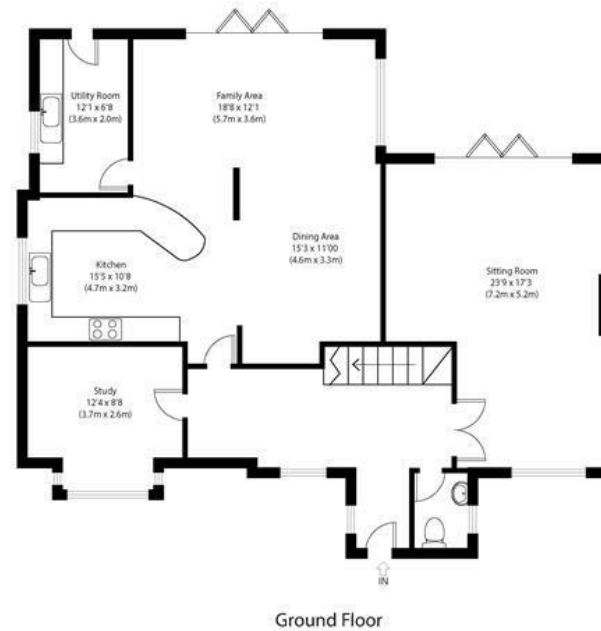 Utility Room
12'1 x 6'8
(3.6m x 2.0m)
Family Area
18'8 x 12'1
(5.7m x 3.6m)
Dining Area
15'3 x 11'00
(4.6m x 3.3m)
Kitchen
15'5 x 10'8
(4.7m x 3.2m)
Sitting Room
23'9 x 17'3
(7.2m x 5.2m)
Study
12'4 x 8'8
(3.7m x 2.6m)
IN
Ground Floor